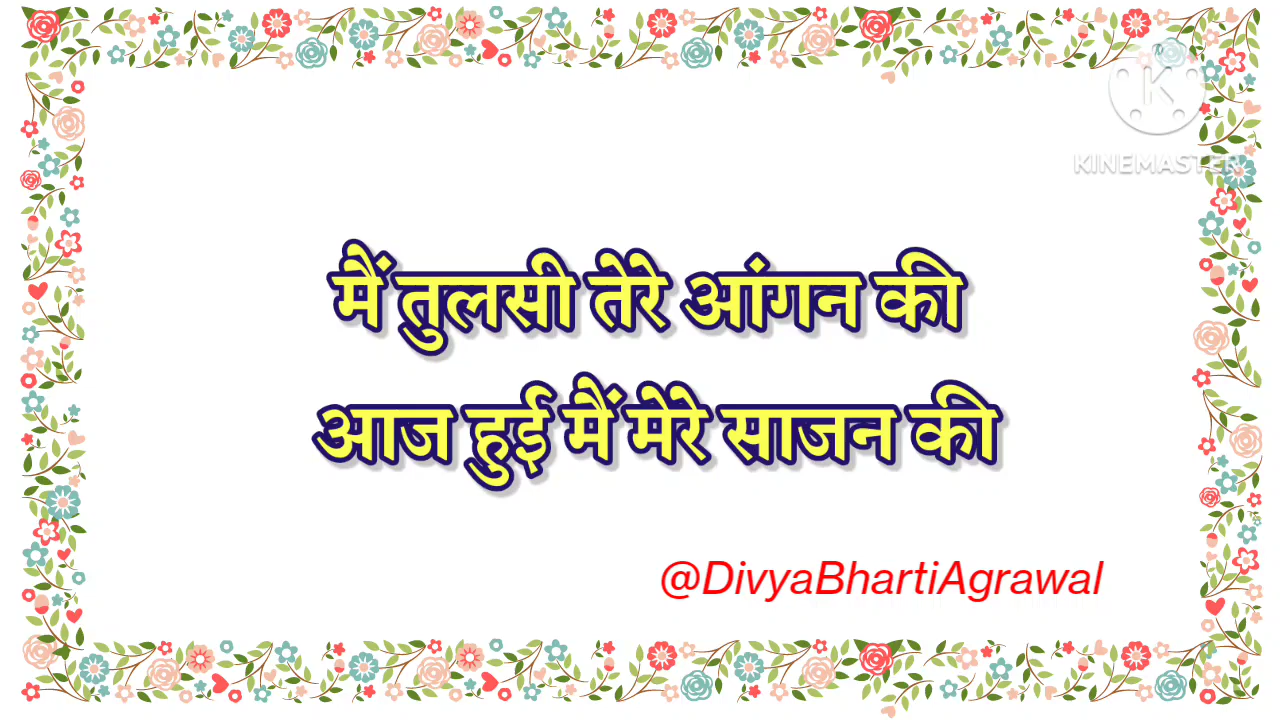 KINEMASTER
मैं तुलसी तेरे आंगन की
आज हुई मैं मेरे साजन की
@DivyaBhartiAgrawal